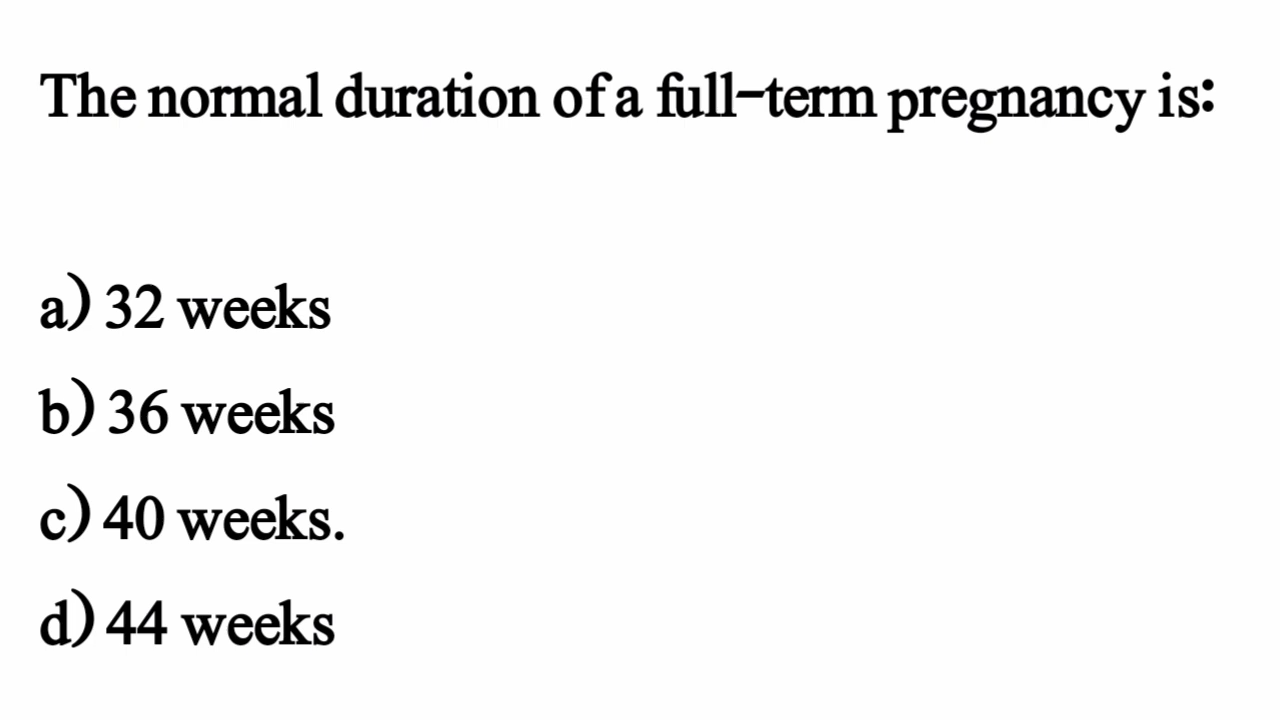 The normal duration of a full-term pregnancy is:
a) 32 weeks
b) 36 weeks
c) 40 weeks.
d) 44 weeks